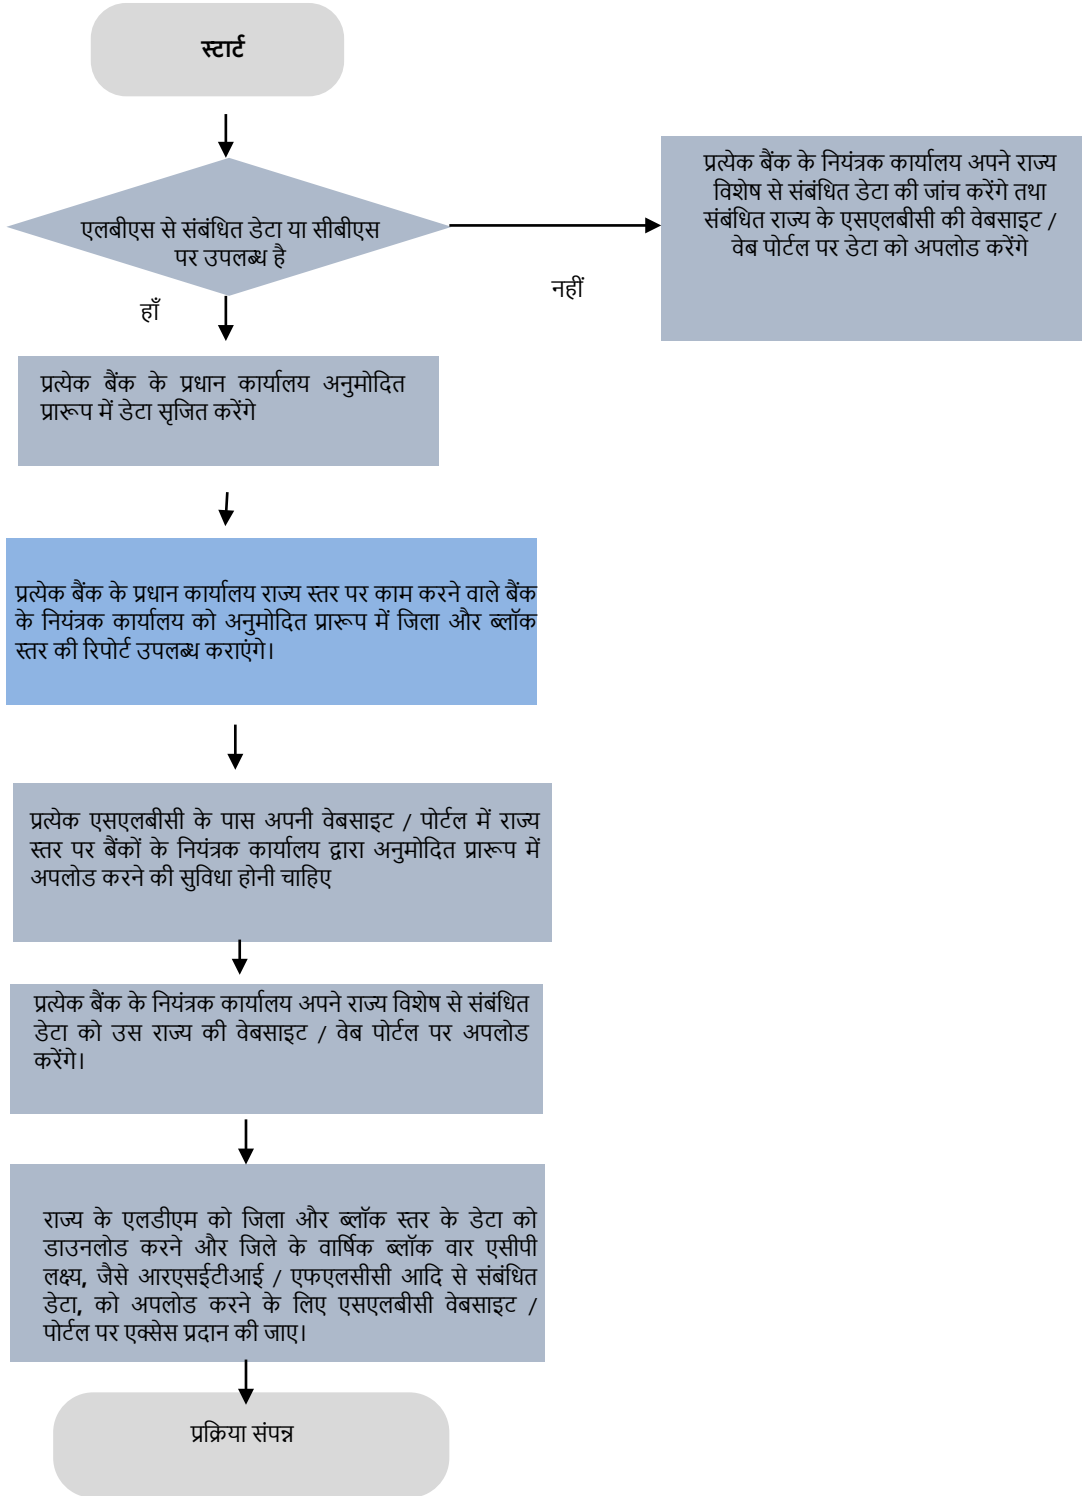 स्टार्ट
एलबीएस से संबंधित डेटा या सीबीएस
पर उपलब्ध है
प्रत्येक बैंक के नियंत्रक कार्यालय अपने राज्य
विशेष से संबंधित डेटा की जांच करेंगे तथा
संबंधित राज्य के एसएलबीसी की वेबसाइट /
वेब पोर्टल पर डेटा को अपलोड करेंगे
नहीं
हाँ
प्रत्येक बैंक के प्रधान कार्यालय अनुमोदित
प्रारूप में डेटा सृजित करेंगे
प्रत्येक बैंक के प्रधान कार्यालय राज्य स्तर पर काम करने वाले बैंक
के नियंत्रक कार्यालय को अनुमोदित प्रारूप में जिला और ब्लॉक
स्तर की रिपोर्ट उपलब्ध कराएंगे।
प्रत्येक एसएलबीसी के पास अपनी वेबसाइट / पोर्टल में राज्य
स्तर पर बैंकों के नियंत्रक कार्यालय द्वारा अनुमोदित प्रारूप में
अपलोड करने की सुविधा होनी चाहिए
प्रत्येक बैंक के नियंत्रक कार्यालय अपने राज्य विशेष से संबंधित
डेटा को उस राज्य की वेबसाइट / वेब पोर्टल पर अपलोड
करेंगे।
राज्य के एलडीएम को जिला और ब्लॉक स्तर के डेटा को
डाउनलोड करने और जिले के वार्षिक ब्लॉक वार एसीपी
लक्ष्य, जैसे आरएसईटीआई / एफएलसीसी आदि से संबंधित
डेटा, को अपलोड करने के लिए एसएलबीसी वेबसाइट /
पोर्टल पर एक्सेस प्रदान की जाए।
प्रक्रिया संपन्न